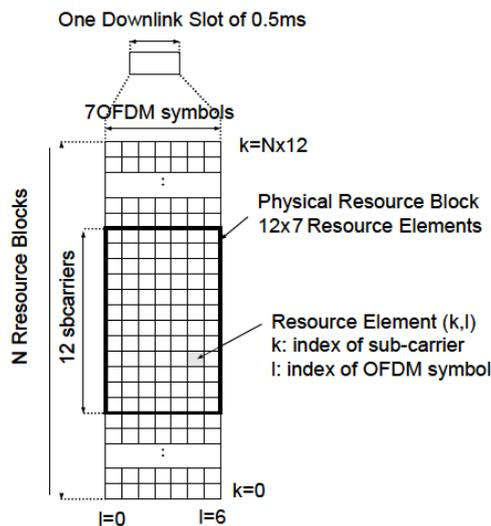 One Downlink Slot of 0.5ms
7OFDM symbols
k=Nx12
:
Physical Resource Block
12x7 Resource Elements
N Rresource Blocks
12 sbcarriers
Resource Element (k,l)
k: index of sub-carrier
l: index of OFDM symbol
:
k=0
l=0
l=6